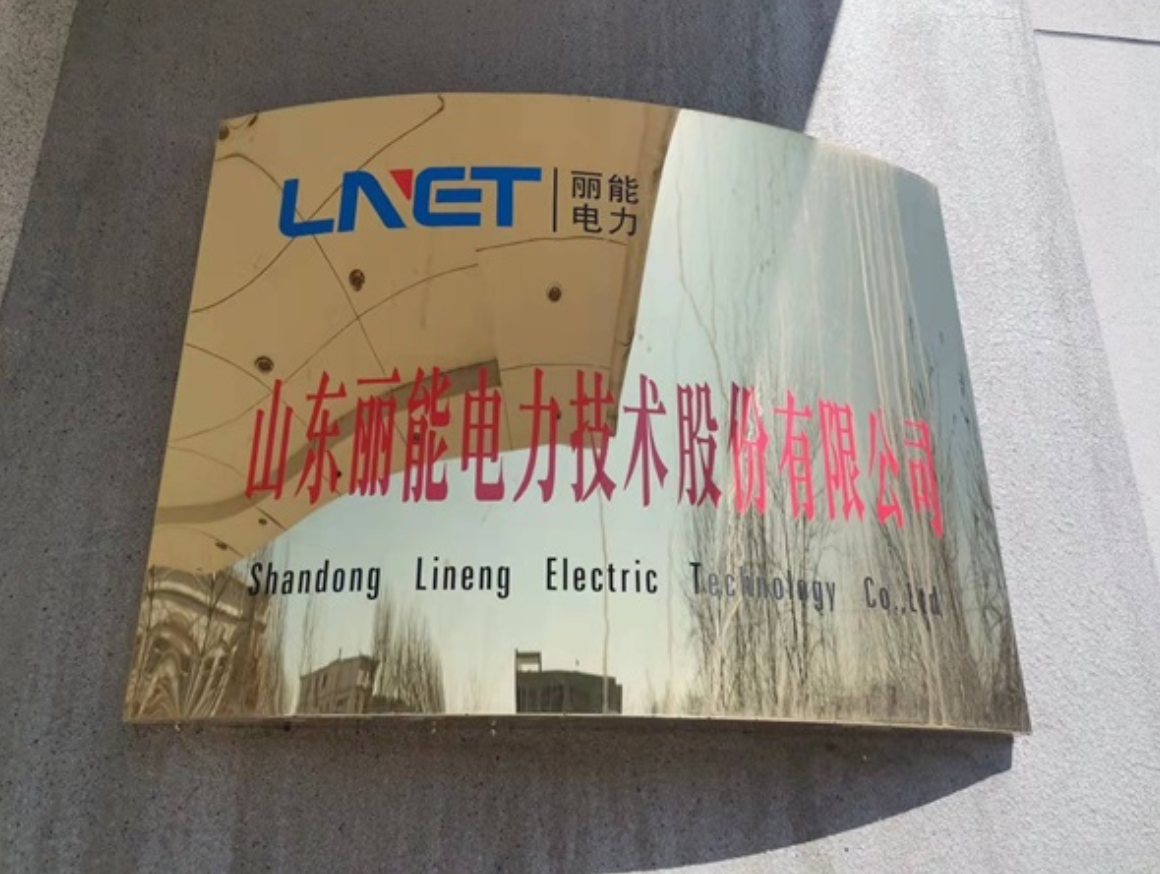 LNET 丽能
电力
山东丽能电力技术股份有限公司
Shandong Lineng Electric Technology Co.,Ltd